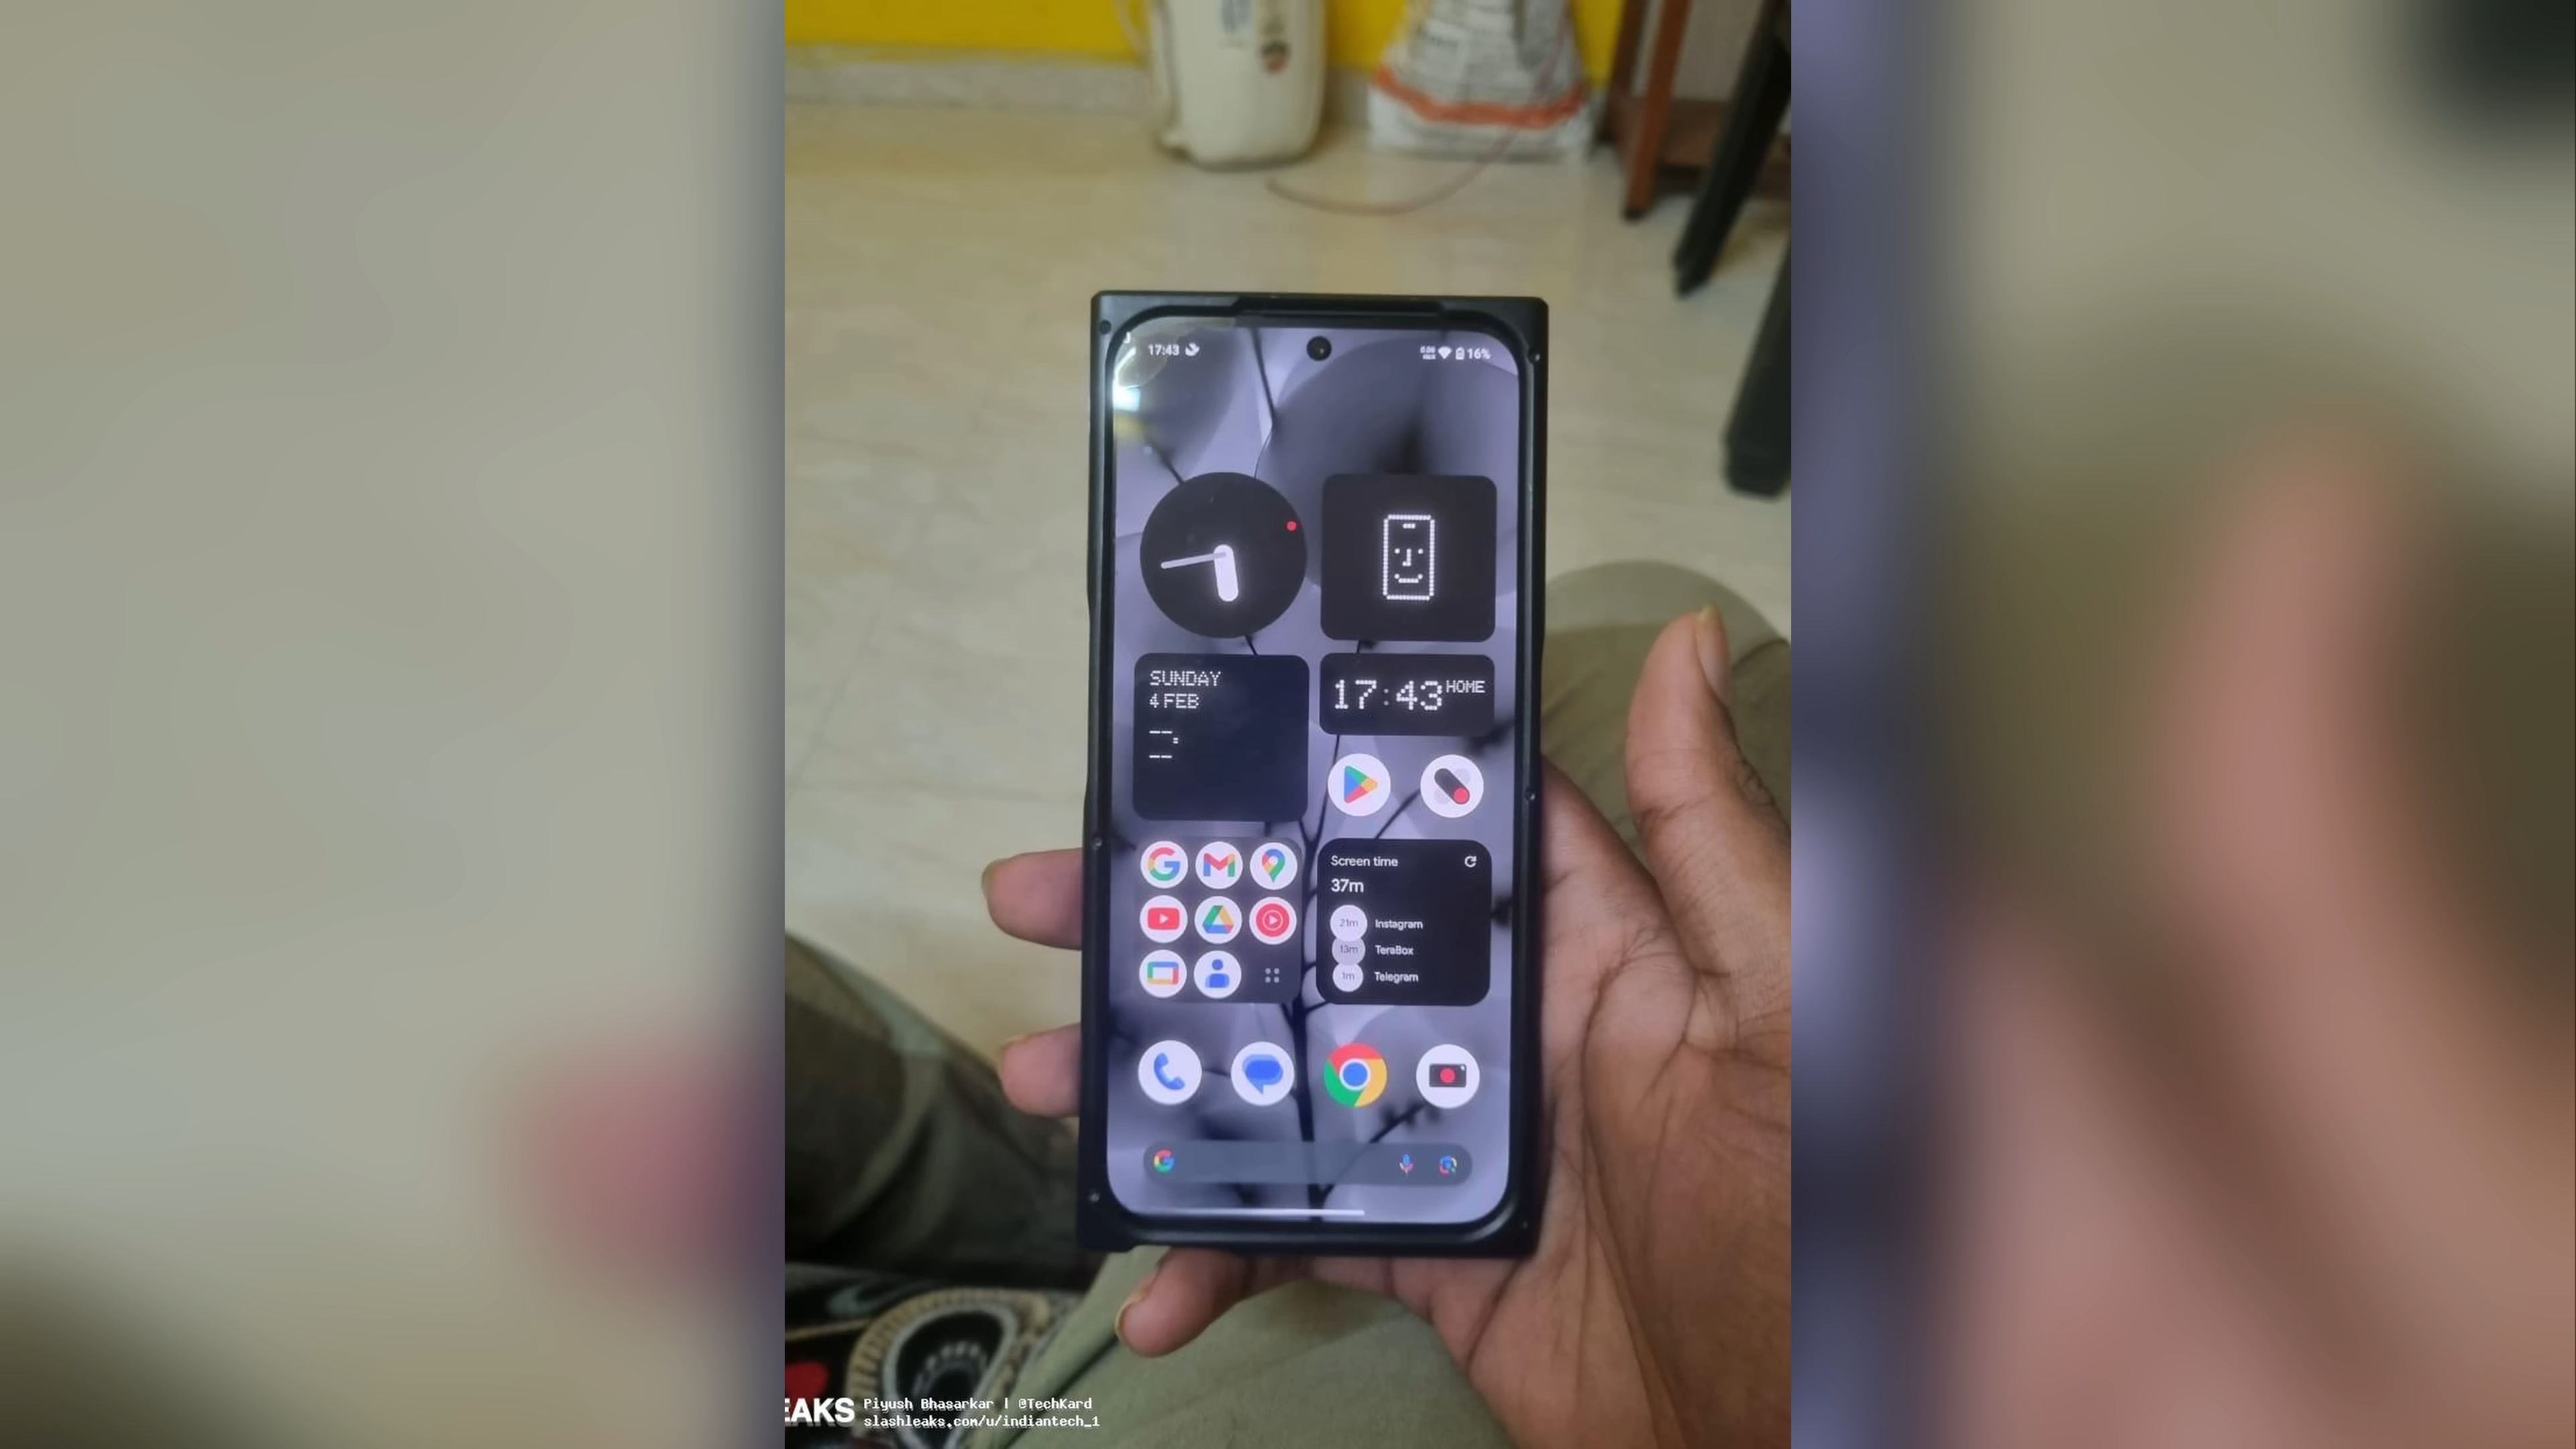 17:43
16%
SUNDAY
4 FEB
17:43 HOME
Screen time
37m
21m Instagram
13m TeraBox
1m Telegram
EAKS
Piyush Bhasarkar | @TechKard
slashleaks.com/u/indiantech_1